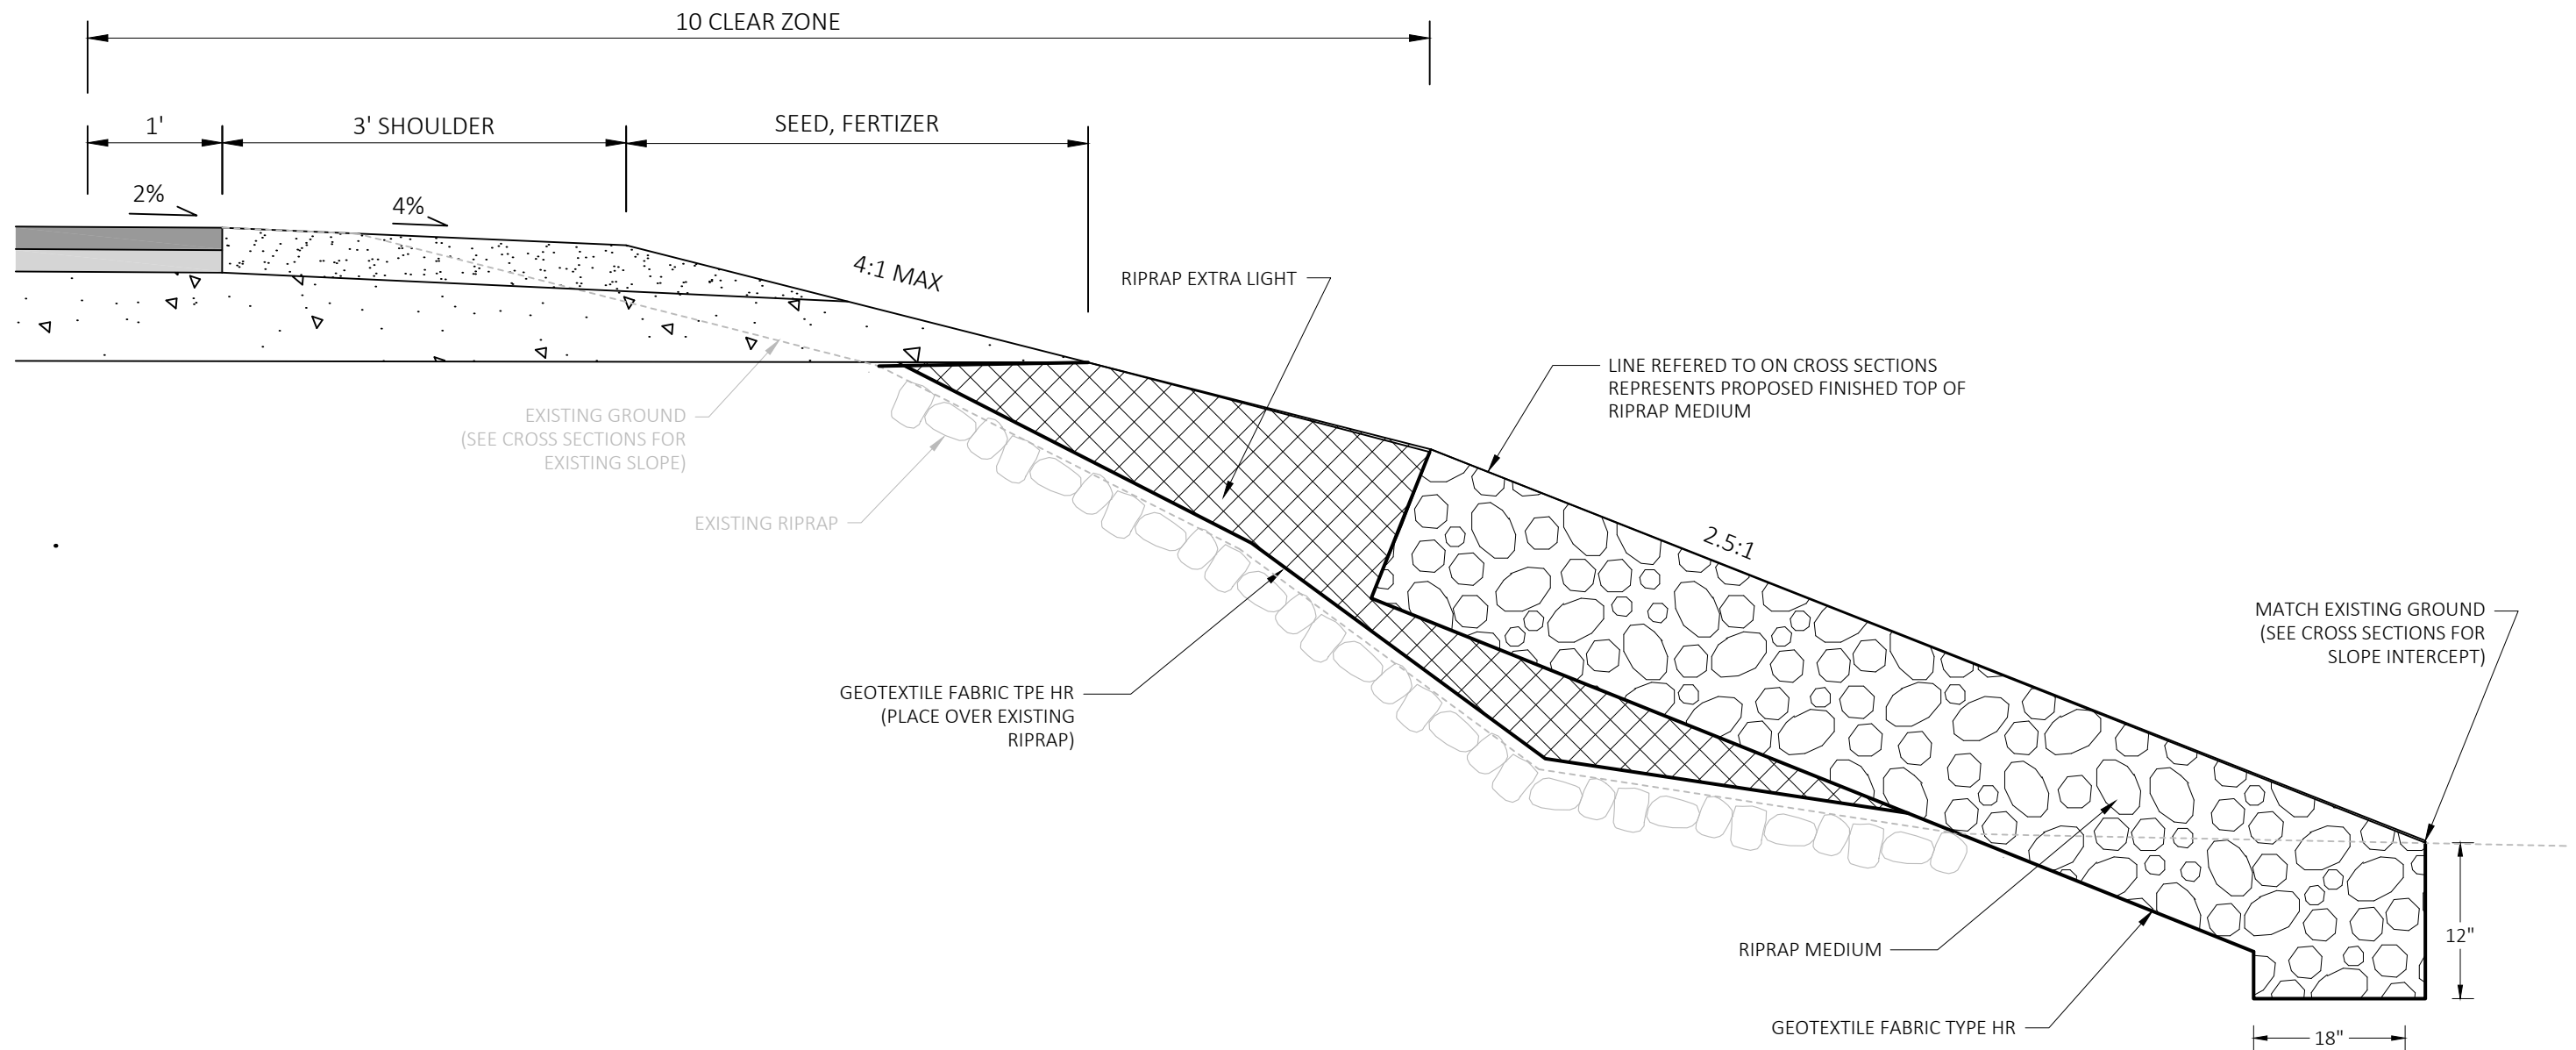 10 CLEAR ZONE
1'
3' SHOULDER
SEED, FERTIZER
2%
4%
4:1 MAX
RIPRAP EXTRA LIGHT
LINE REFERED TO ON CROSS SECTIONS
REPRESENTS PROPOSED FINISHED TOP OF
RIPRAP MEDIUM
EXISTING GROUND
(SEE CROSS SECTIONS FOR
EXISTING SLOPE)
EXISTING RIPRAP
2.5:1
MATCH EXISTING GROUND
(SEE CROSS SECTIONS FOR
SLOPE INTERCEPT)
GEOTEXTILE FABRIC TPE HR
(PLACE OVER EXISTING
RIPRAP)
RIPRAP MEDIUM
12"
GEOTEXTILE FABRIC TYPE HR
18"